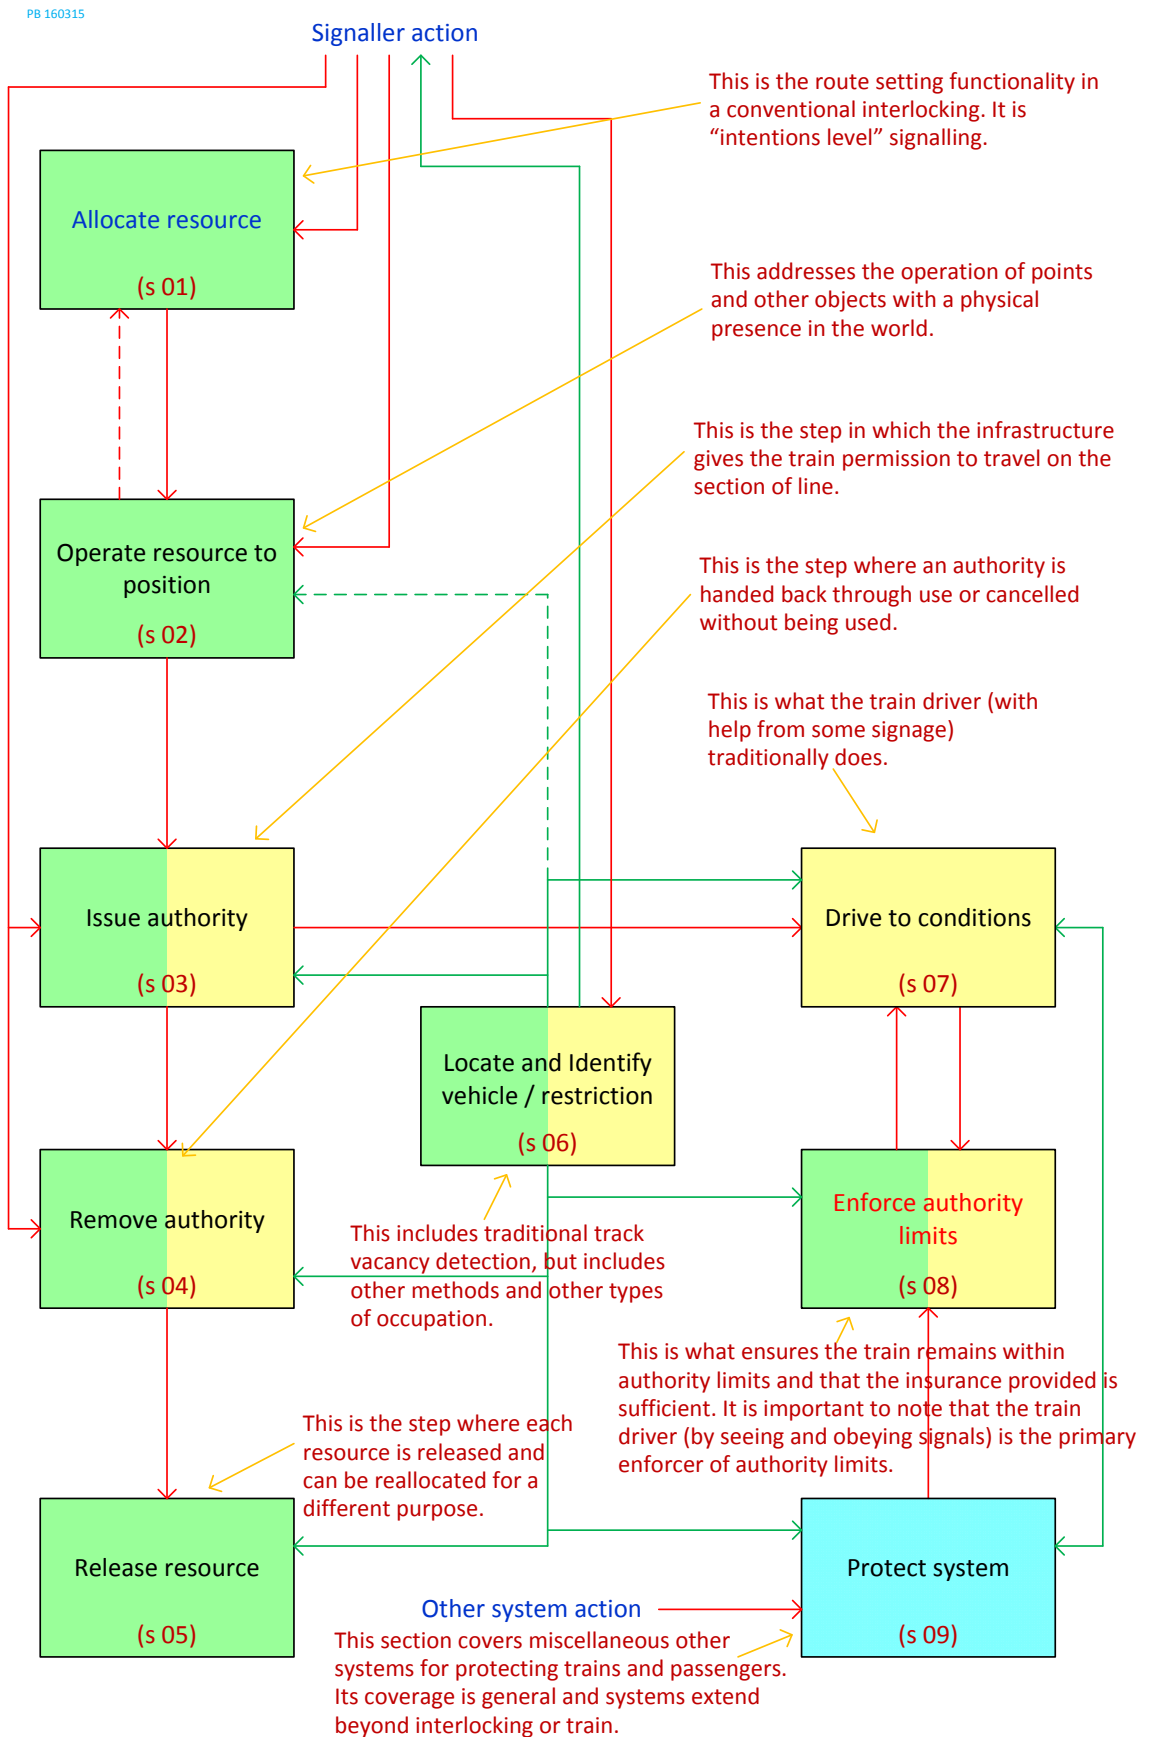 PB 160315
Signaller action
This is the route setting functionality in
a conventional interlocking. It is
“intentions level” signalling.
Allocate resource
(s 01)
This addresses the operation of points
and other objects with a physical
presence in the world.
This is the step in which the infrastructure
gives the train permission to travel on the
section of line.
Operate resource to
position
(s 02)
This is the step where an authority is
handed back through use or cancelled
without being used.
This is what the train driver (with
help from some signage)
traditionally does.
Issue authority
(s 03)
Drive to conditions
(s 07)
Locate and Identify
vehicle / restriction
(s 06)
Remove authority
(s 04)
Enforce authority
limits
(s 08)
This includes traditional track
vacancy detection, but includes
other methods and other types
of occupation.
This is what ensures the train remains within
authority limits and that the insurance provided is
sufficient. It is important to note that the train
driver (by seeing and obeying signals) is the primary
enforcer of authority limits.
This is the step where each
resource is released and
can be reallocated for a
different purpose.
Release resource
(s 05)
Protect system
(s 09)
Other system action
This section covers miscellaneous other
systems for protecting trains and passengers.
Its coverage is general and systems extend
beyond interlocking or train.